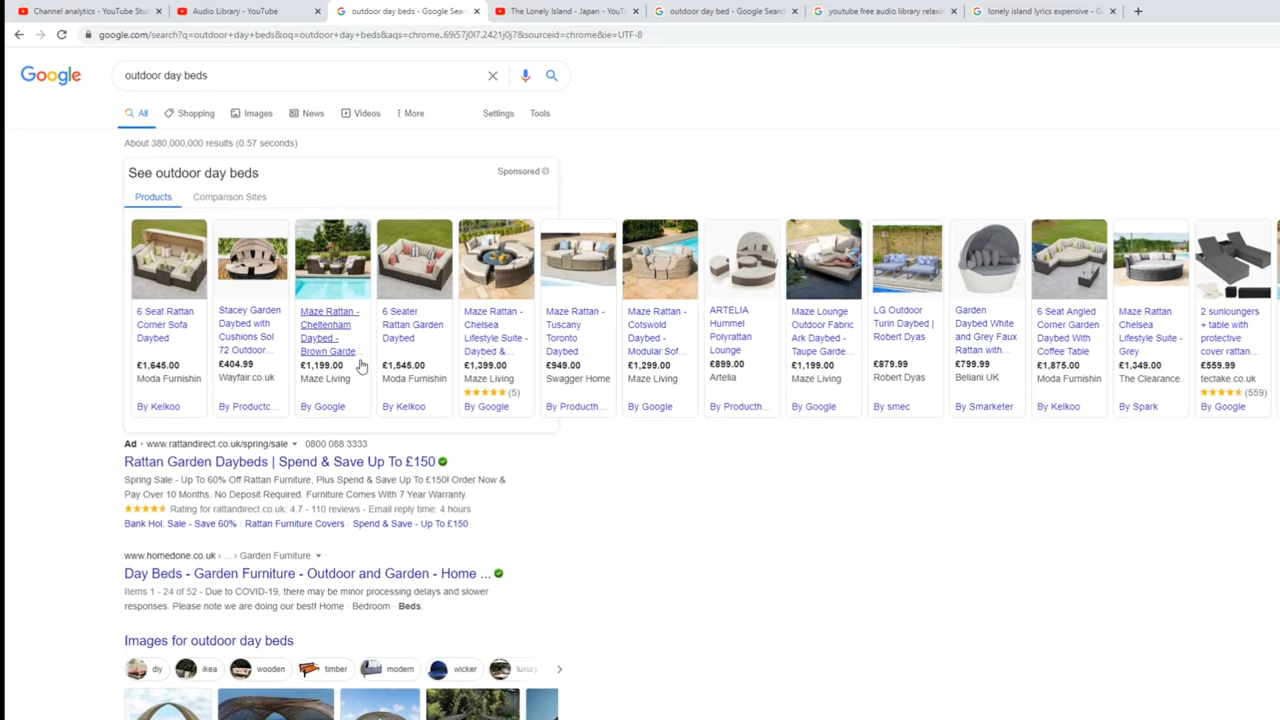 Channel analytics - YouTube Stu
Audio Library - YouTube
outdoor day beds - Google Sear
The Lonely Island - Japan - YouTu
outdoor day bed - Google Search
youtube free audio library relaxin
lonely island lyrics expensive - G
google.com/search?q=outdoor+day+beds&oq=outdoor+day+beds&aqs=chrome..69i57j0l7.2421j0j7&sourceid=chrome&ie=UTF-8
Google
outdoor day beds
All
Shopping
Images
News
Videos
More
Settings
Tools
About 380,000,000 results (0.57 seconds)
See outdoor day beds
Sponsored
Products
Comparison Sites
6 Seat Rattan
Corner Sofa
Daybed
£1,645.00
Moda Furnishin
By Kelkoo
Stacey Garden
Daybed with
Cushions Sol
72 Outdoor...
£404.99
Wayfair.co.uk
By Productc...
Maze Rattan -
Cheltenham
Daybed -
Brown Garde...
£1,199.00
Maze Living
By Google
6 Seater
Rattan Garden
Daybed
£1,545.00
Moda Furnishin
By Kelkoo
Maze Rattan -
Chelsea
Lifestyle Suite -
Daybed &...
£1,399.00
Maze Living
(5)
By Google
Maze Rattan -
Tuscany
Toronto
Daybed
£949.00
Swagger Home
By Producth...
Maze Rattan -
Cotswold
Daybed -
Modular Sof...
£1,299.00
Maze Living
By Google
ARTELIA
Hummel
Polyrattan
Lounge
£899.00
Artelia
By Producth...
Maze Lounge
Outdoor Fabric
Ark Daybed -
Taupe Garde...
£1,199.00
Maze Living
By Google
LG Outdoor
Turin Daybed |
Robert Dyas
£879.99
Robert Dyas
By smec
Garden
Daybed White
and Grey Faux
Rattan with...
£799.99
Beliani UK
By Smarketer
6 Seat Angled
Corner Garden
Daybed With
Coffee Table
£1,875.00
Moda Furnishin
By Kelkoo
Maze Rattan
Chelsea
Lifestyle Suite -
Grey
£1,349.00
The Clearance.
By Spark
2 sunloungers
+ table with
protective
cover rattan...
£559.99
tectake.co.uk
(559)
By Google
Ad · www.rattandirect.co.uk/spring/sale 0800 088 3333
Rattan Garden Daybeds | Spend & Save Up To £150
Spring Sale - Up To 60% Off Rattan Furniture, Plus Spend & Save Up To £150! Order Now &
Pay Over 10 Months. No Deposit Required. Furniture Comes With 7 Year Warranty.
Rating for rattandirect.co.uk: 4.7 - 110 reviews - Email reply time: 4 hours
Bank Hol. Sale - Save 60% · Rattan Furniture Covers · Spend & Save - Up To £150
www.homedone.co.uk › ... › Garden Furniture
Day Beds - Garden Furniture - Outdoor and Garden - Home ...
Items 1 - 24 of 52 - Due to COVID-19, there may be minor processing delays and slower
responses. Please note we are doing our best! Home · Bedroom · Beds.
Images for outdoor day beds
diy
ikea
wooden
timber
modern
wicker
luxury